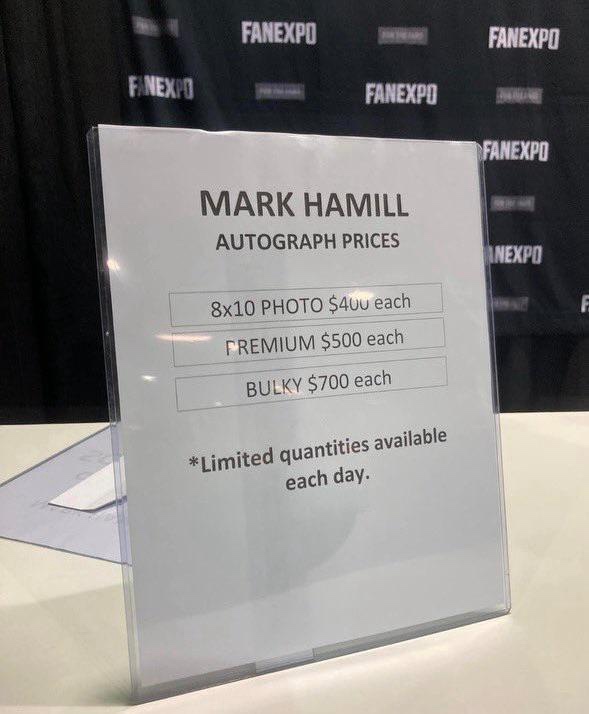 FANEXPO
FANEXPO
FANEXPO
FANEXPO
FANEXPO
NEXPO
F
MARK HAMILL
AUTOGRAPH PRICES
8x10 PHOTO $400 each
PREMIUM $500 each
BULKY $700 each
*Limited quantities available
each day.